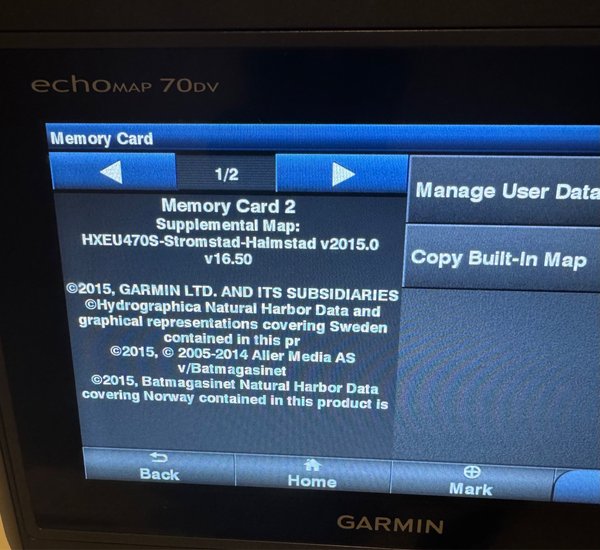 echoMAP 70DV
Memory Card
1/2
Memory Card 2
Supplemental Map:
HXEU470S-Stromstad-Halmstad v2015.0
v16.50
©2015, GARMIN LTD. AND ITS SUBSIDIARIES
©Hydrographica Natural Harbor Data and
graphical representations covering Sweden
contained in this pr
©2015, © 2005-2014 Aller Media AS
v/Batmagasinet
©2015, Batmagasinet Natural Harbor Data
covering Norway contained in this product is
Manage User Data
Copy Built-In Map
Back
Home
Mark
GARMIN